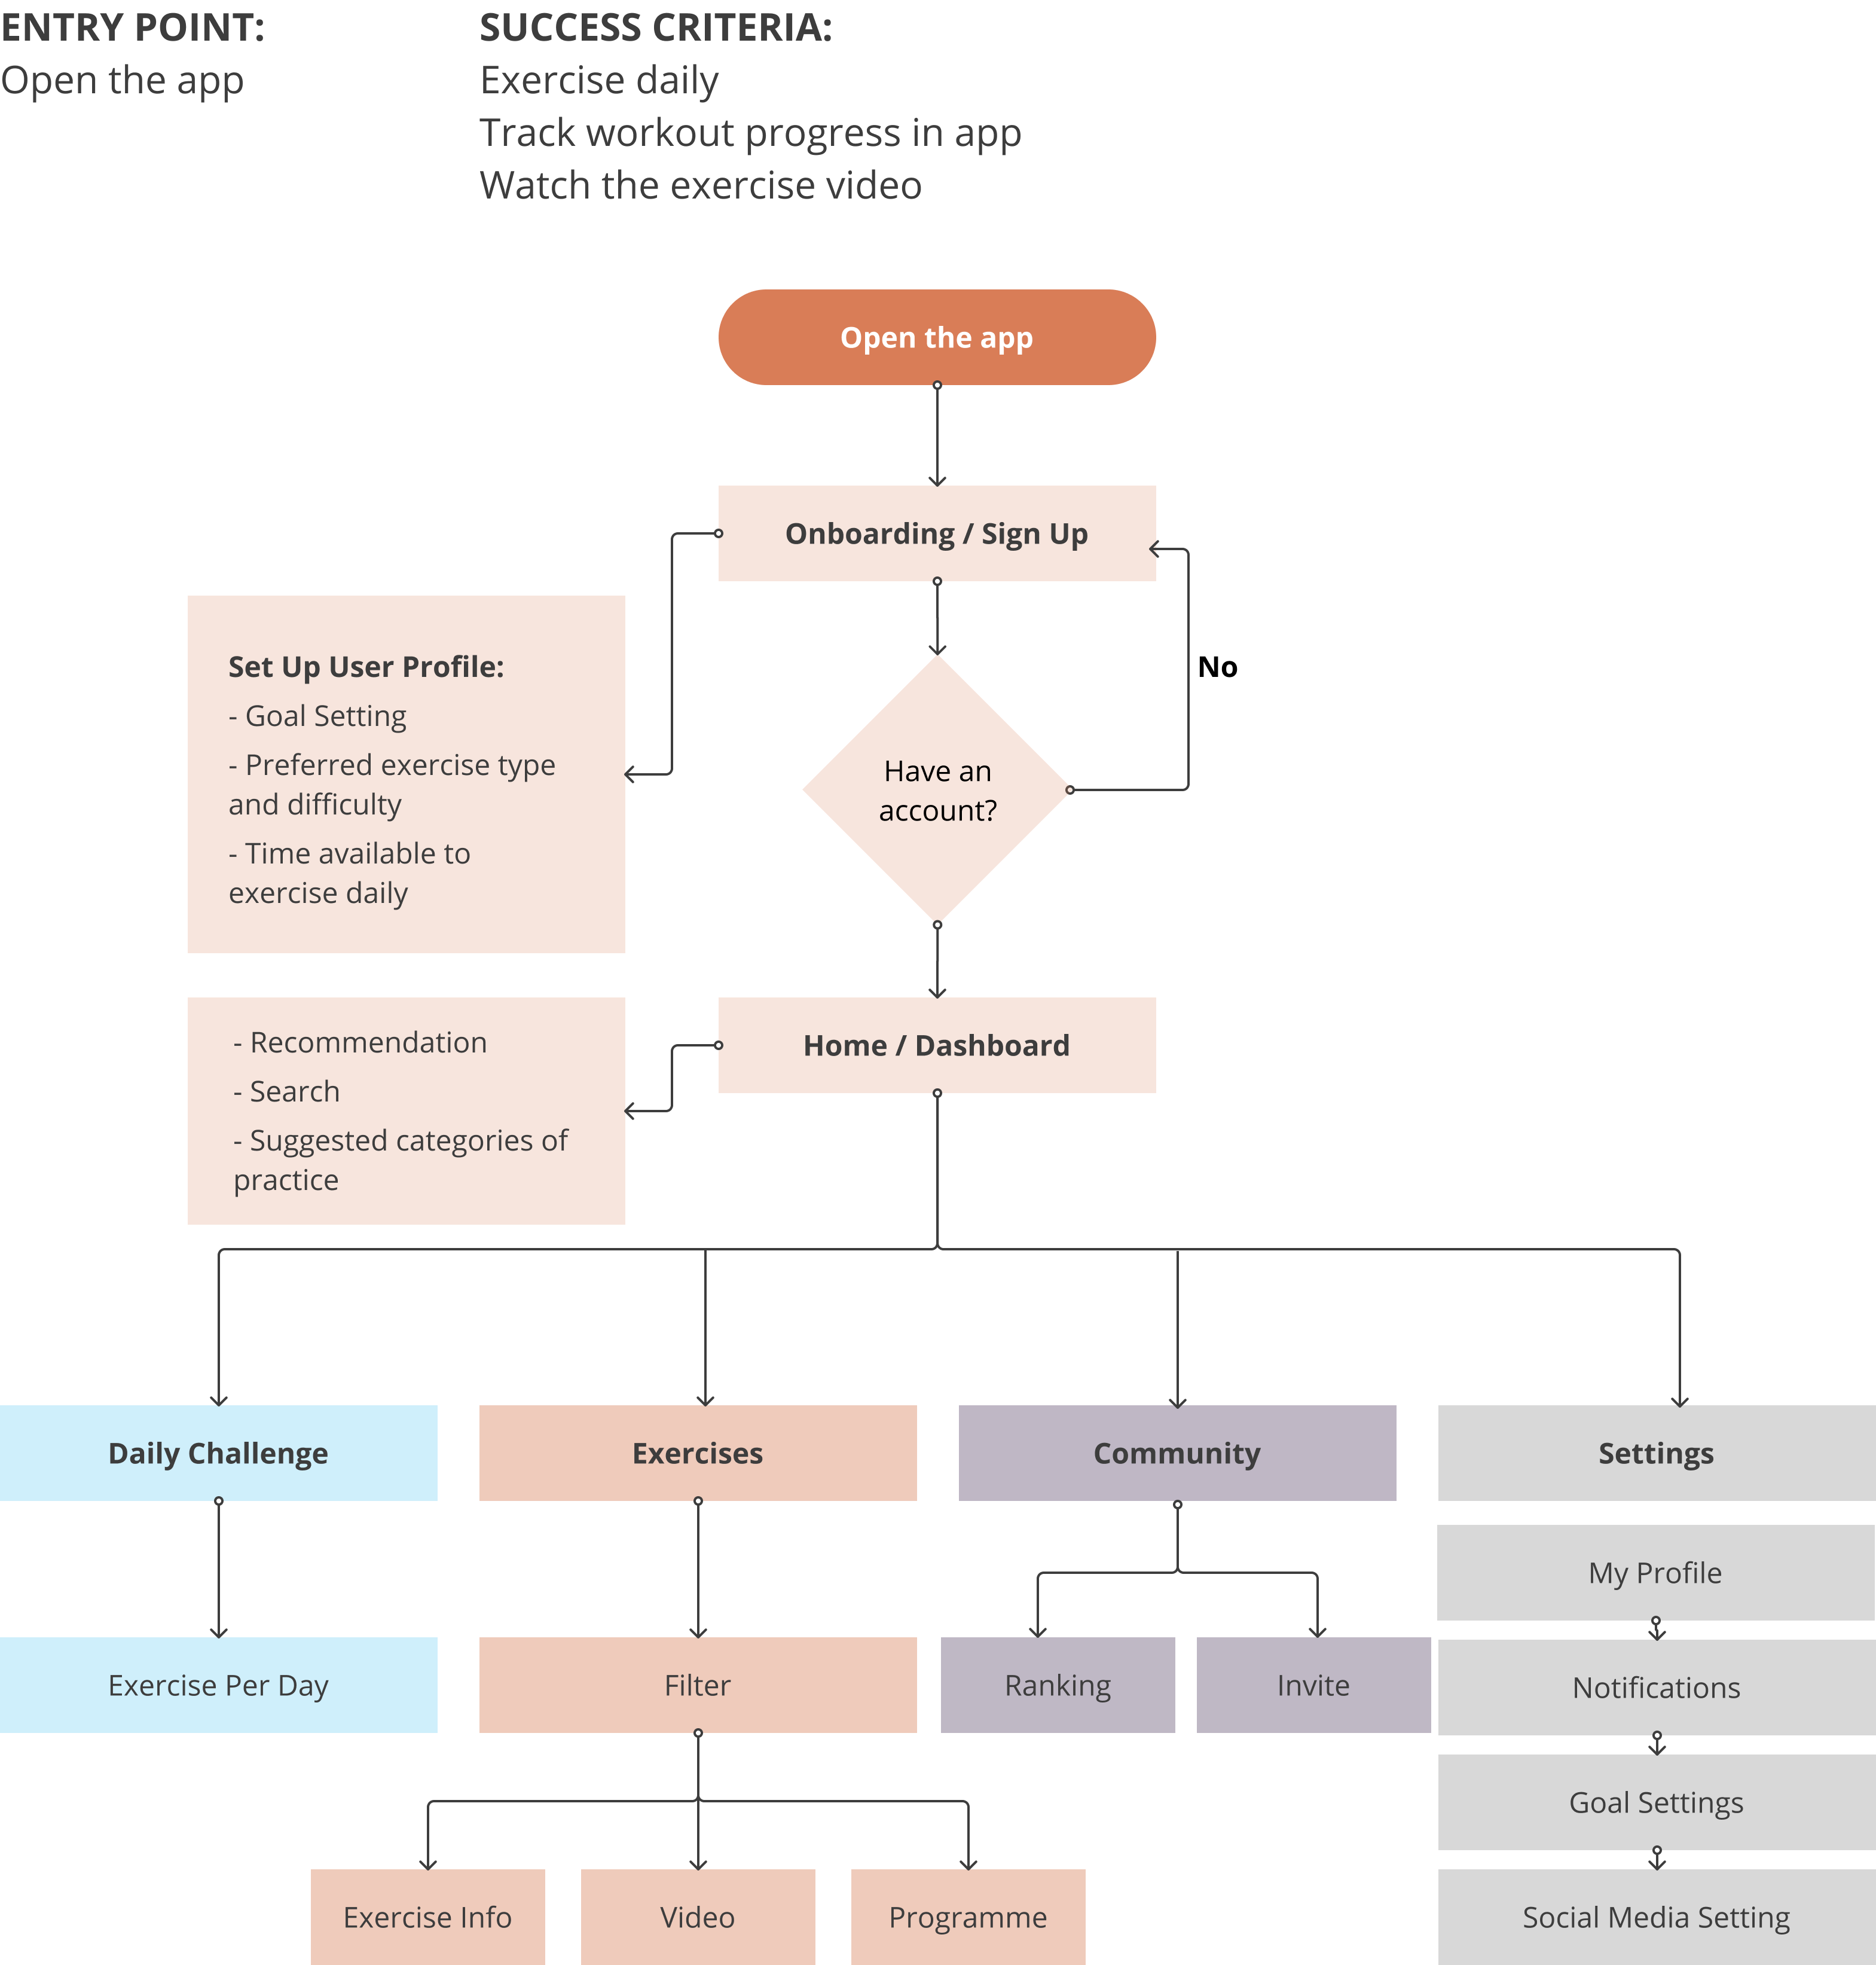 ENTRY POINT:
Open the app
SUCCESS CRITERIA:
Exercise daily
Track workout progress in app
Watch the exercise video
Open the app
Onboarding / Sign Up
Set Up User Profile:
- Goal Setting
- Preferred exercise type
and difficulty
- Time available to
exercise daily
No
Have an
account?
- Recommendation
- Search
- Suggested categories of
practice
Home / Dashboard
Daily Challenge
Exercises
Community
Settings
My Profile
Exercise Per Day
Filter
Ranking
Invite
Notifications
Goal Settings
Exercise Info
Video
Programme
Social Media Setting